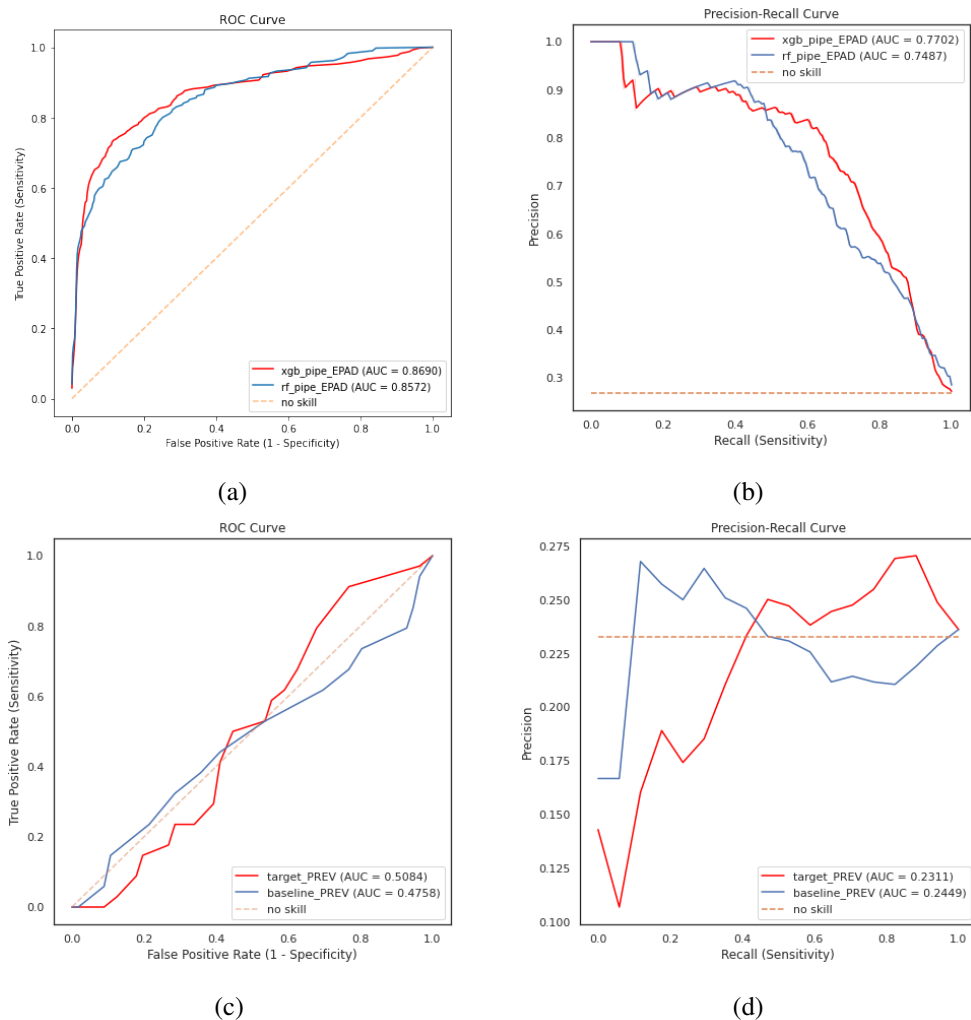 ROC Curve
True Positive Rate (Sensitivity)
1.0
0.8
0.6
0.4
0.2
0.0
xgb_pipe_EPAD (AUC = 0.8690)
rf_pipe_EPAD (AUC = 0.8572)
no skill
0.0 0.2 0.4 0.6 0.8 1.0
False Positive Rate (1 - Specificity)
(a)
Precision-Recall Curve
Precision
1.0
0.9
0.8
0.7
0.6
0.5
0.4
0.3
xgb_pipe_EPAD (AUC = 0.7702)
rf_pipe_EPAD (AUC = 0.7487)
no skill
0.0 0.2 0.4 0.6 0.8 1.0
Recall (Sensitivity)
(b)
ROC Curve
True Positive Rate (Sensitivity)
1.0
0.8
0.6
0.4
0.2
0.0
target_PREV (AUC = 0.5084)
baseline_PREV (AUC = 0.4758)
no skill
0.0 0.2 0.4 0.6 0.8 1.0
False Positive Rate (1 - Specificity)
(c)
Precision-Recall Curve
Precision
0.275
0.250
0.225
0.200
0.175
0.150
0.125
0.100
target_PREV (AUC = 0.2311)
baseline_PREV (AUC = 0.2449)
no skill
0.0 0.2 0.4 0.6 0.8 1.0
Recall (Sensitivity)
(d)